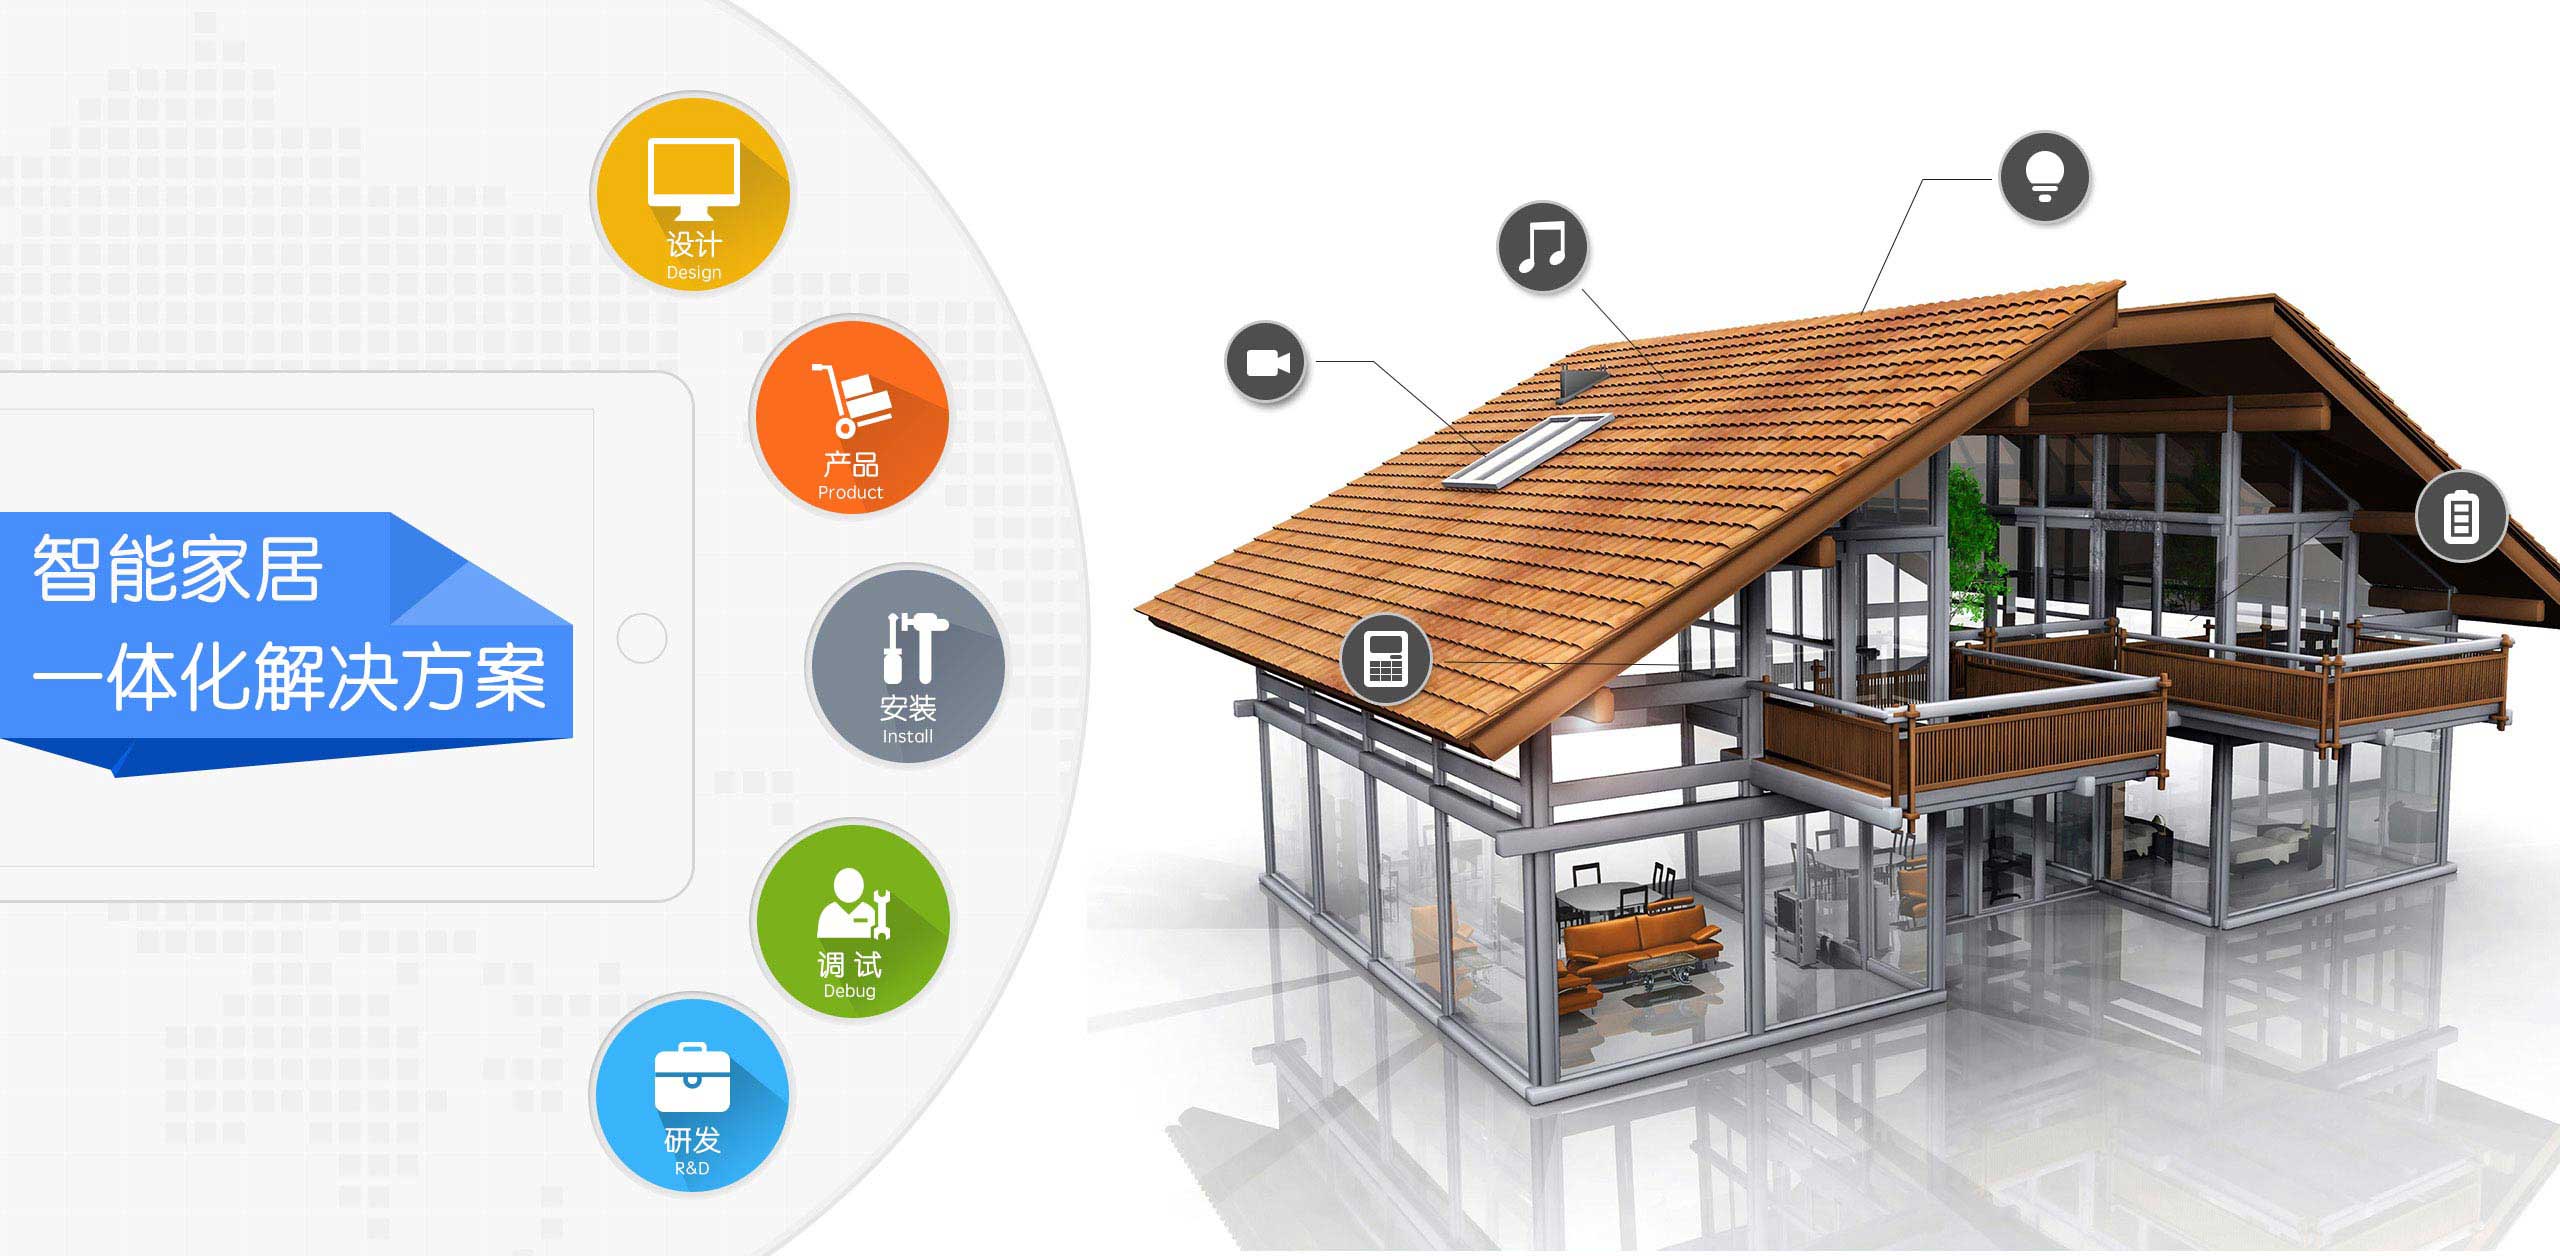 智能家居
一体化解决方案
设计
Design
产品
Product
安装
Install
调 试
Debug
研发
R&D